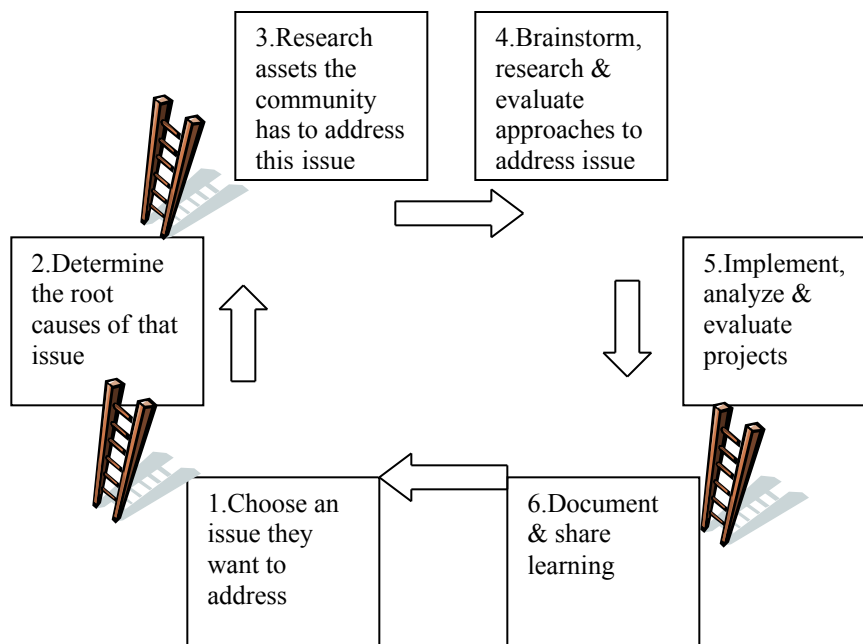 3.Research
assets the
community
has to address
this issue
4.Brainstorm,
research &
evaluate
approaches to
address issue
2.Determine
the root
causes of that
issue
5.Implement,
analyze &
evaluate
projects
1.Choose an
issue they
want to
address
6.Document
& share
learning